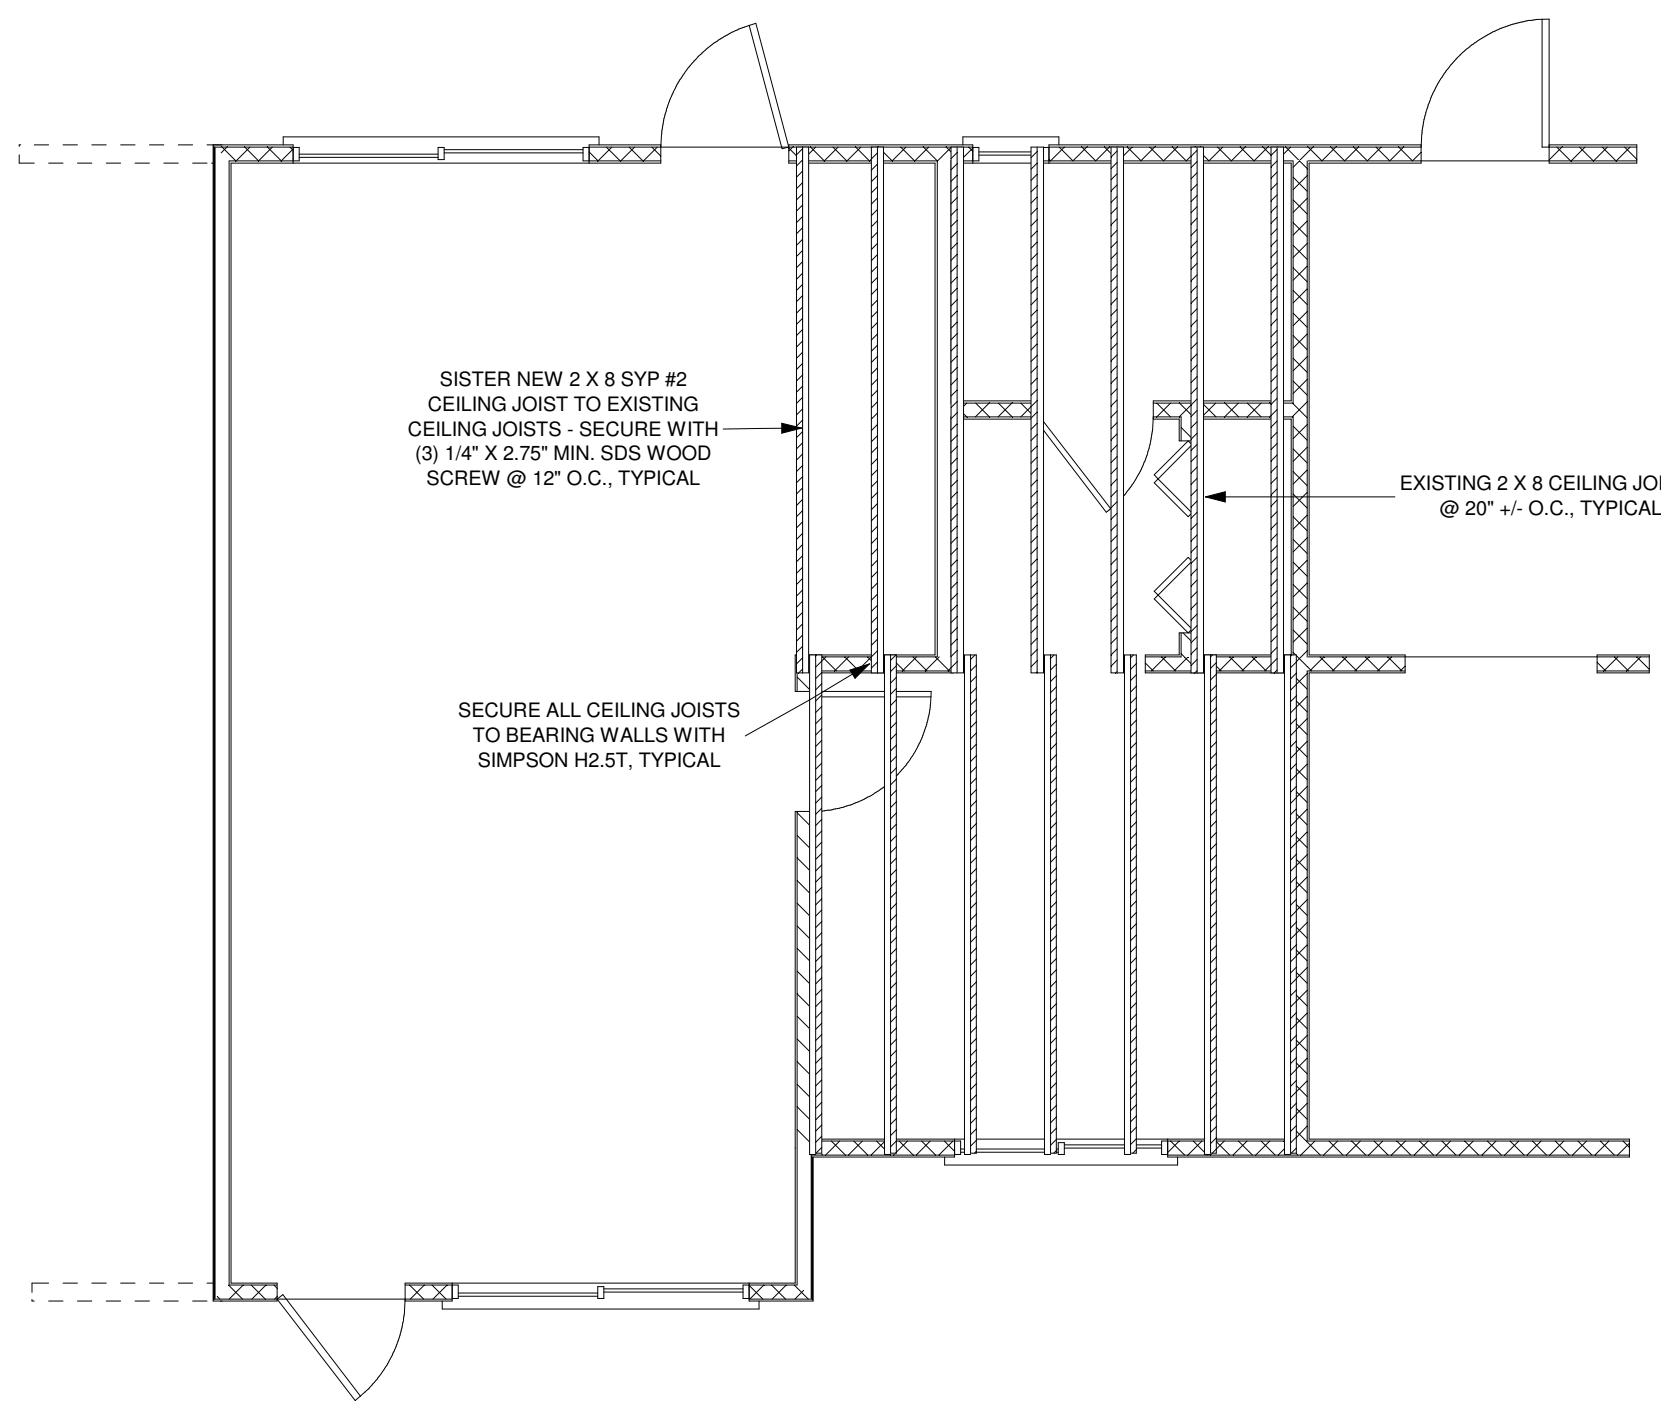 SISTER NEW 2 X 8 SYP #2
CEILING JOIST TO EXISTING
CEILING JOISTS - SECURE WITH
(3) 1/4" X 2.75" MIN. SDS WOOD
SCREW @ 12" O.C., TYPICAL
EXISTING 2 X 8 CEILING
@ 20" +/- O.C., TYPICAL
SECURE ALL CEILING JOISTS
TO BEARING WALLS WITH
SIMPSON H2.5T, TYPICAL